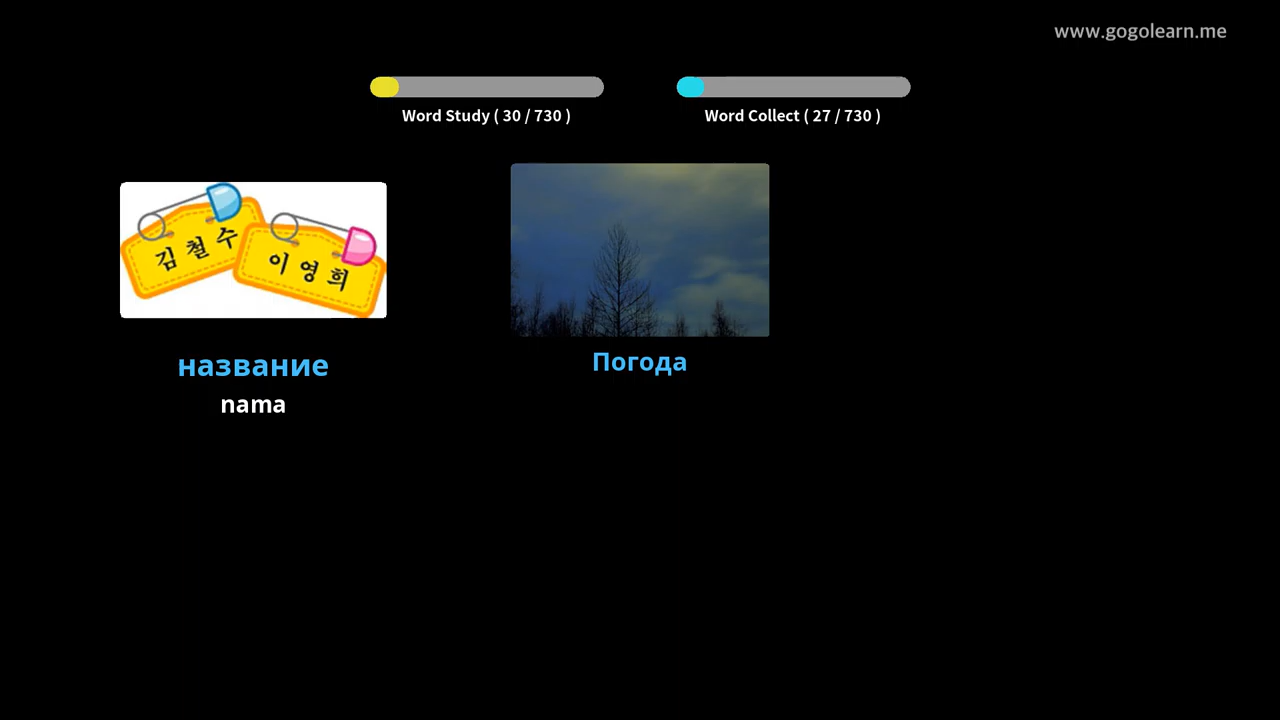 www.gogolearn.me
Word Study ( 30 / 730 )
Word Collect ( 27 / 730 )
김철수
이영희
название
nama
Погода